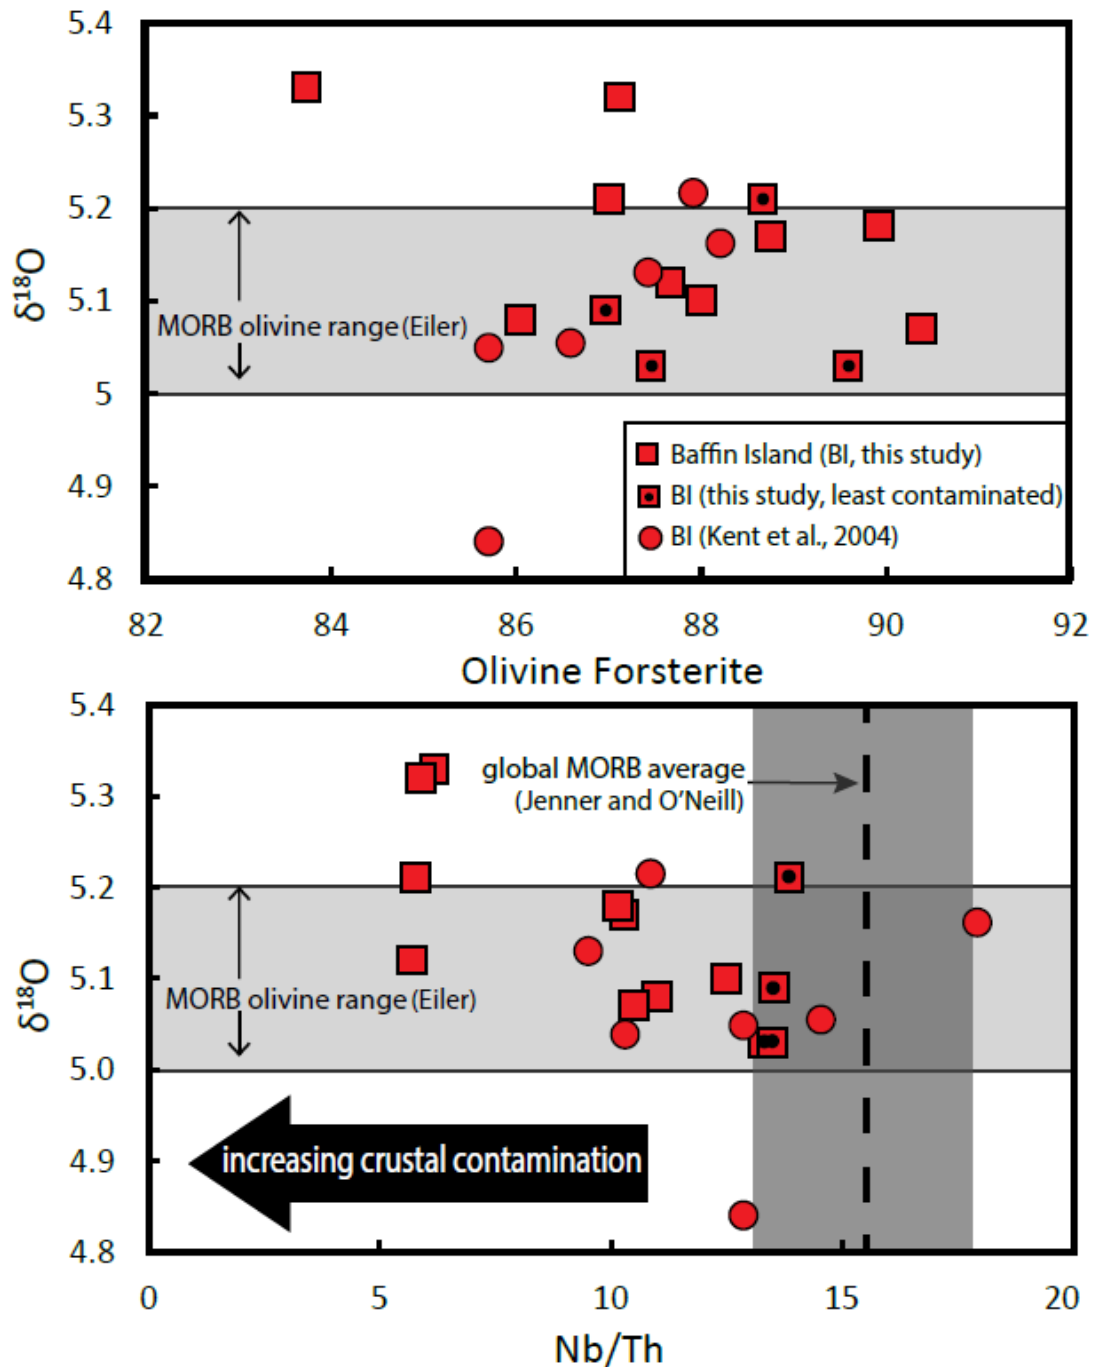 5.4
5.3
5.2
5.1
5
4.9
4.8
δ18O
MORB olivine range (Eiler)
Baffin Island (BI, this study)
BI (this study, least contaminated)
BI (Kent et al., 2004)
82 84 86 88 90 92
Olivine Forsterite
5.4
5.3
5.2
5.1
5.0
4.9
4.8
δ18O
global MORB average
(Jenner and O'Neill)
MORB olivine range (Eiler)
increasing crustal contamination
0 5 10 15 20
Nb/Th